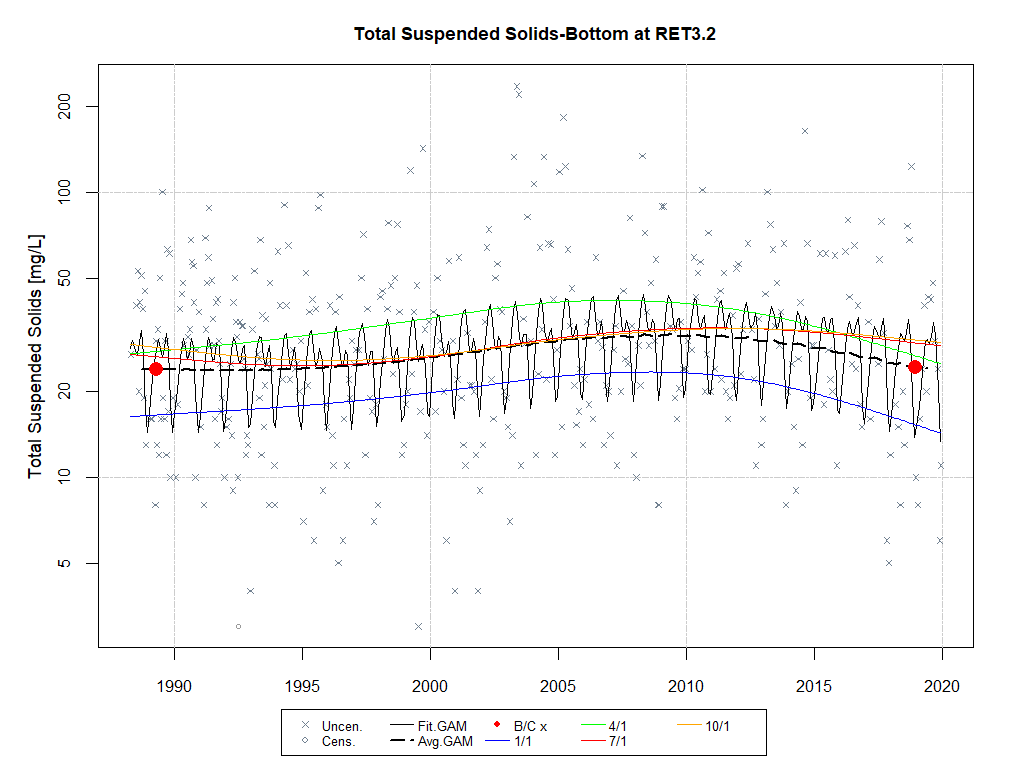 Total Suspended Solids-Bottom at RET3.2
Total Suspended Solids [mg/L]
200
100
50
20
10
5
1990 1995 2000 2005 2010 2015 2020
Uncen. Fit.GAM B/C x 4/1 10/1
Cens. Avg.GAM 1/1 7/1